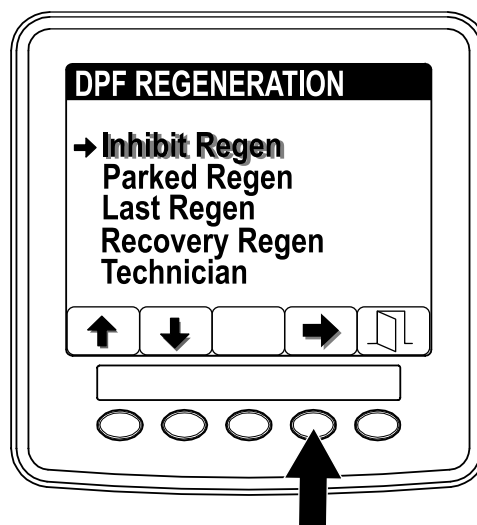 DPF REGENERATION
Inhibit Regen
Parked Regen
Last Regen
Recovery Regen
Technician